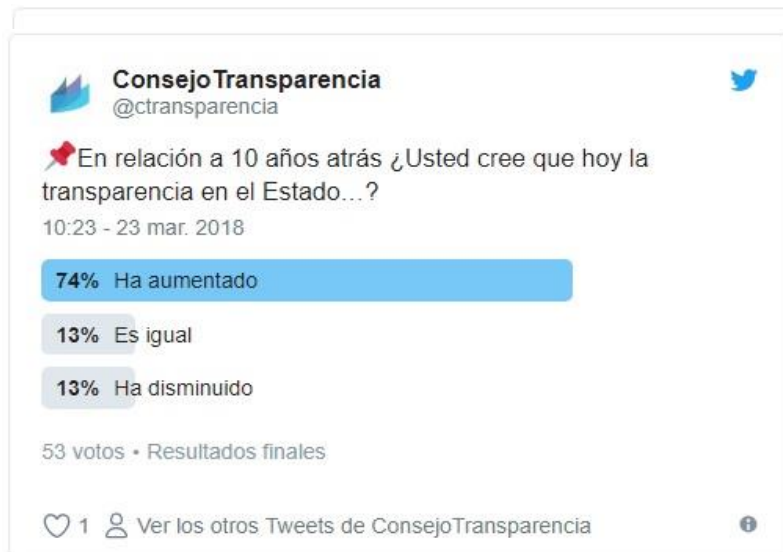 ConsejoTransparencia
@ctransparencia
📌En relación a 10 años atrás ¿Usted cree que hoy la
transparencia en el Estado...?
10:23 - 23 mar. 2018
74% Ha aumentado
13% Es igual
13% Ha disminuido
53 votos • Resultados finales
1 Ver los otros Tweets de ConsejoTransparencia